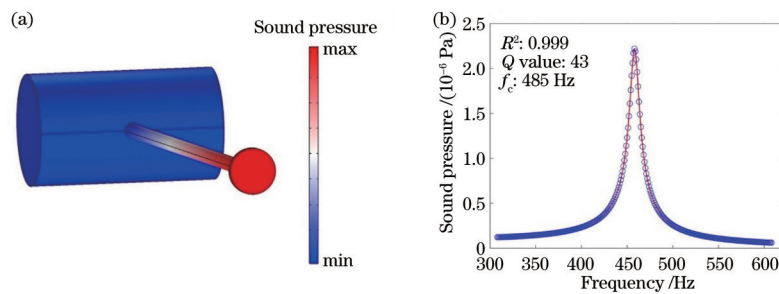 (a)
Sound pressure
max
min
(b)
Sound pressure /(10⁻⁶ Pa)
2.5
2.0
1.5
1.0
0.5
0
R²: 0.999
Q value: 43
f_c: 485 Hz
300 350 400 450 500 550 600
Frequency /Hz